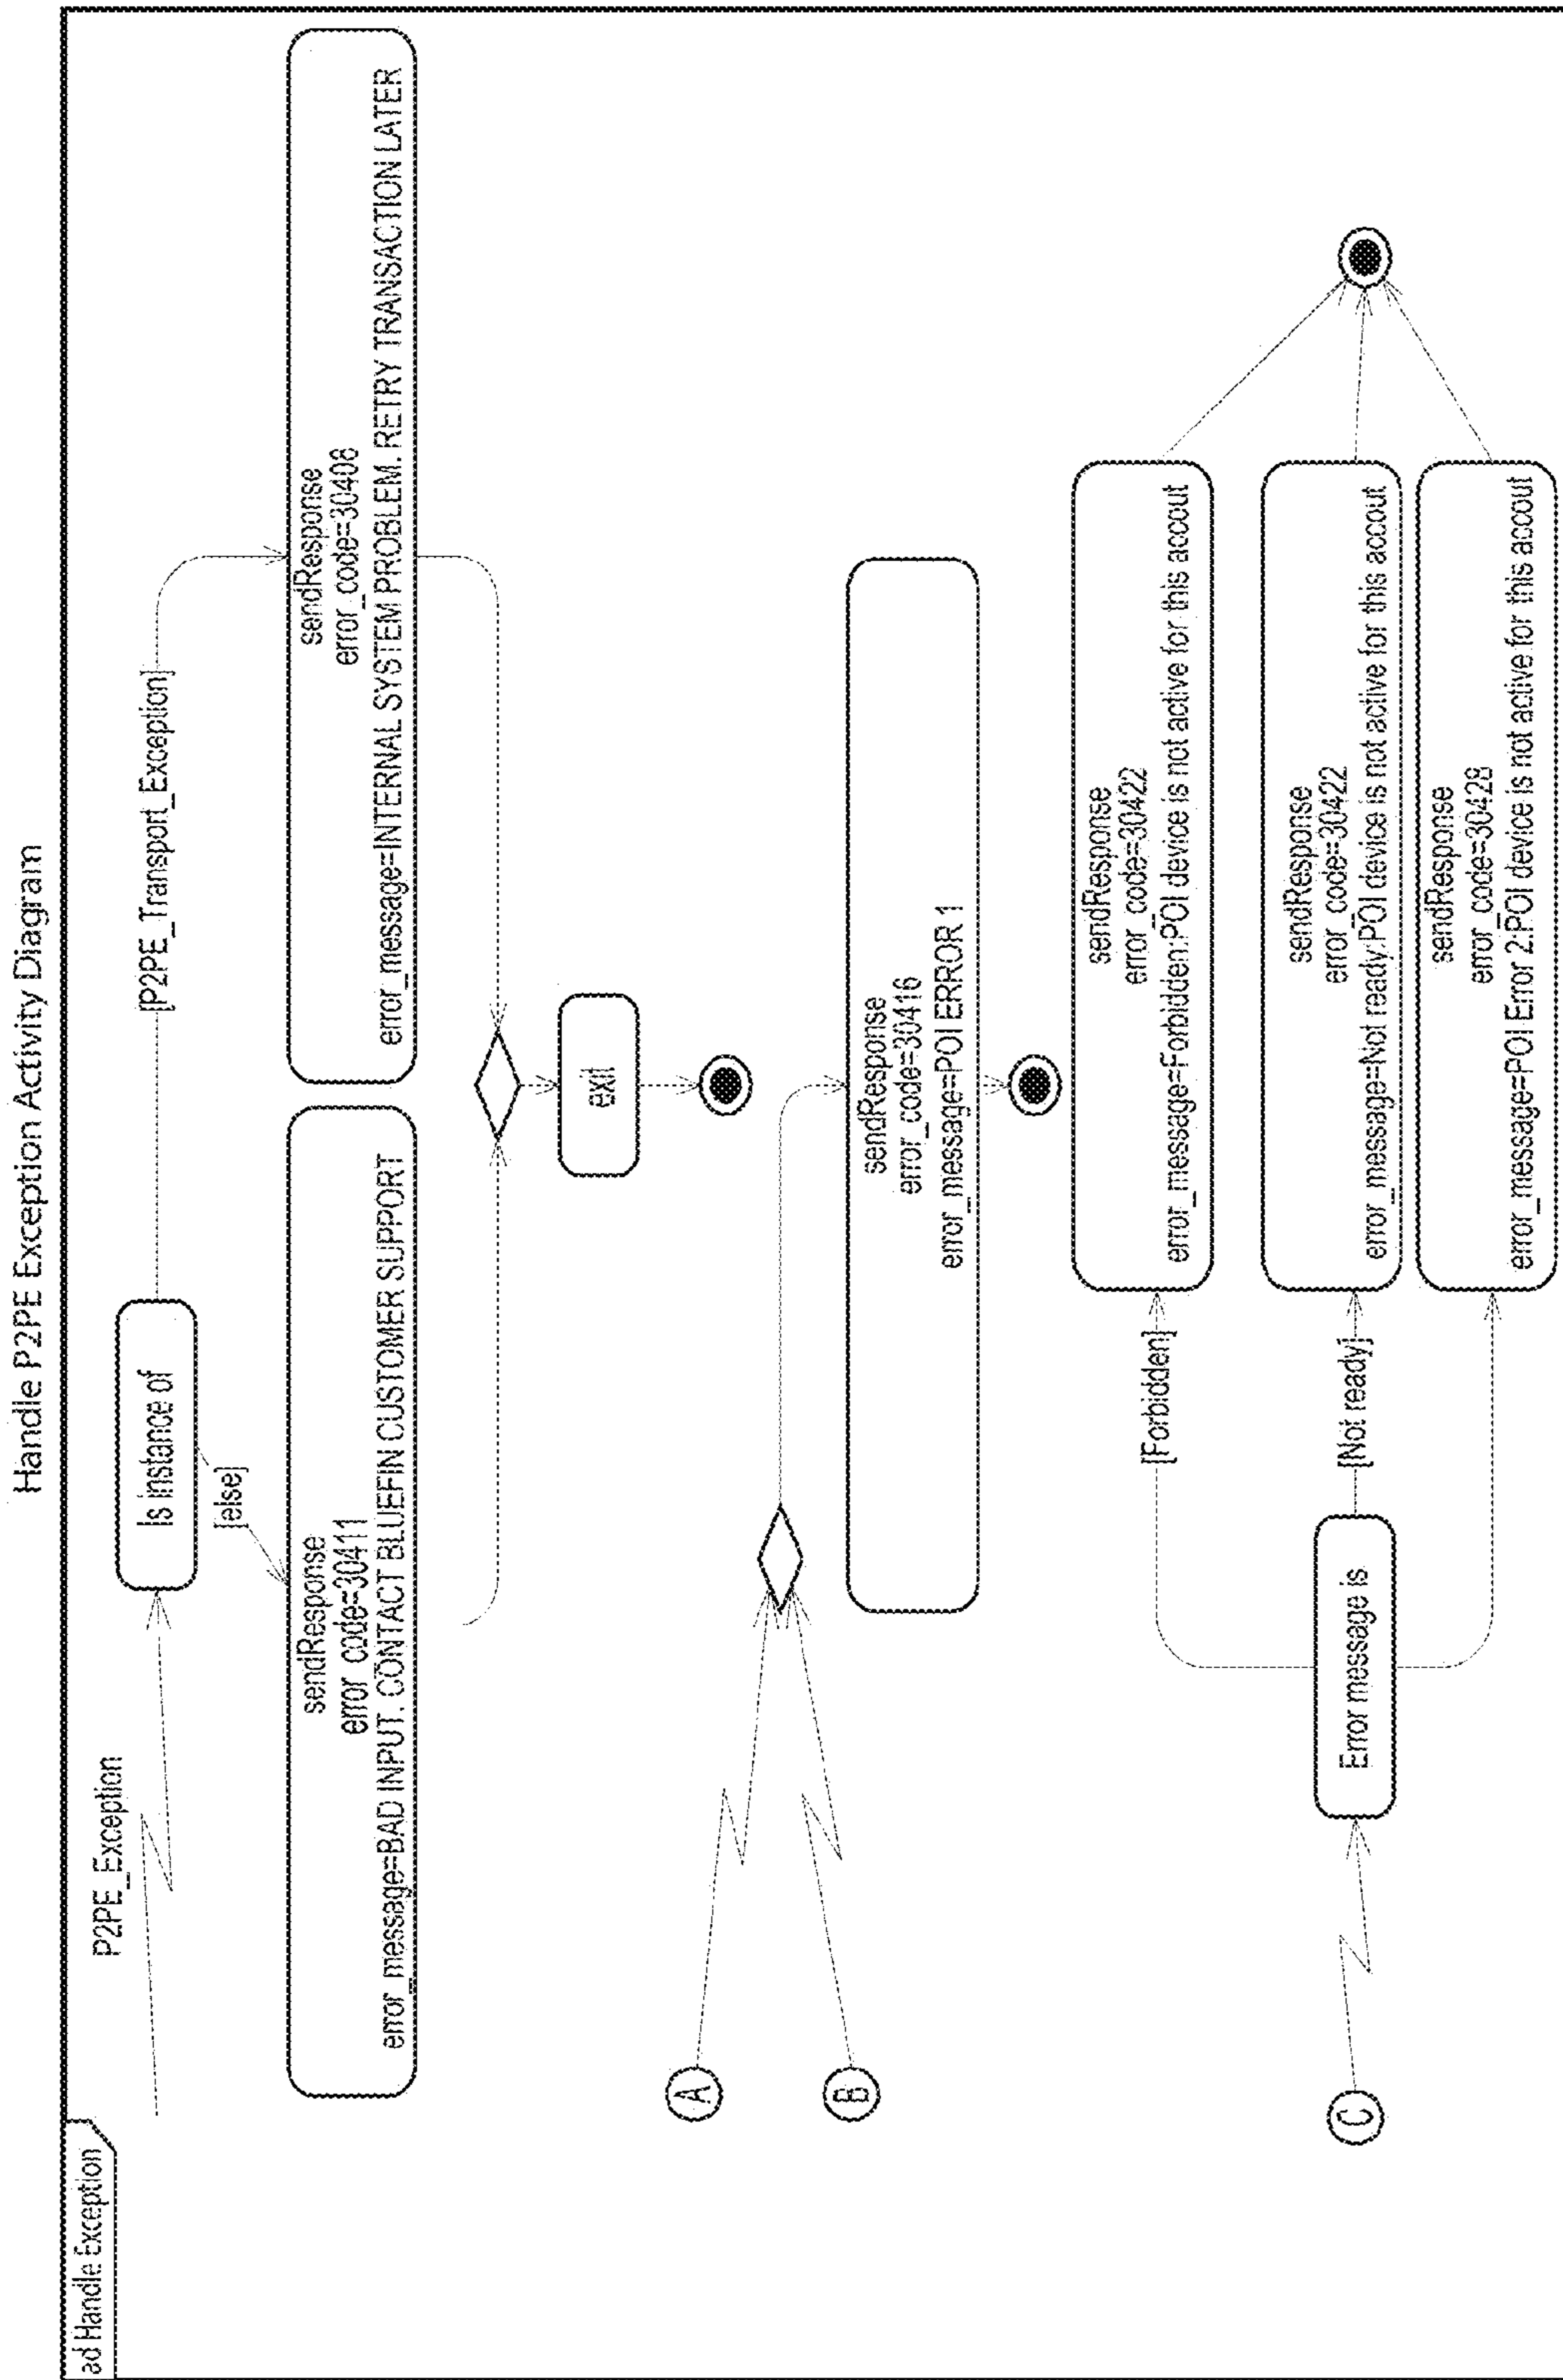 Handle P2PE Exception Activity Diagram
ad Handle Exception
P2PE_Exception
Is instance of
[P2PE_Transport_Exception]
[else]
sendResponse
error_code=30411
error_message=BAD INPUT. CONTACT BLUEFIN CUSTOMER SUPPORT
sendResponse
error_code=30408
error_message=INTERNAL SYSTEM PROBLEM. RETRY TRANSACTION LATER
exit
A
B
sendResponse
error_code=30416
error_message=POI ERROR 1
C
Error message is
[Forbidden]
sendResponse
error_code=30422
error_message=Forbidden:POI device is not active for this accout
[Not ready]
sendResponse
error_code=30422
error_message=Not ready:POI device is not active for this accout
sendResponse
error_code=30428
error_message=POI Error 2:POI device is not active for this accout